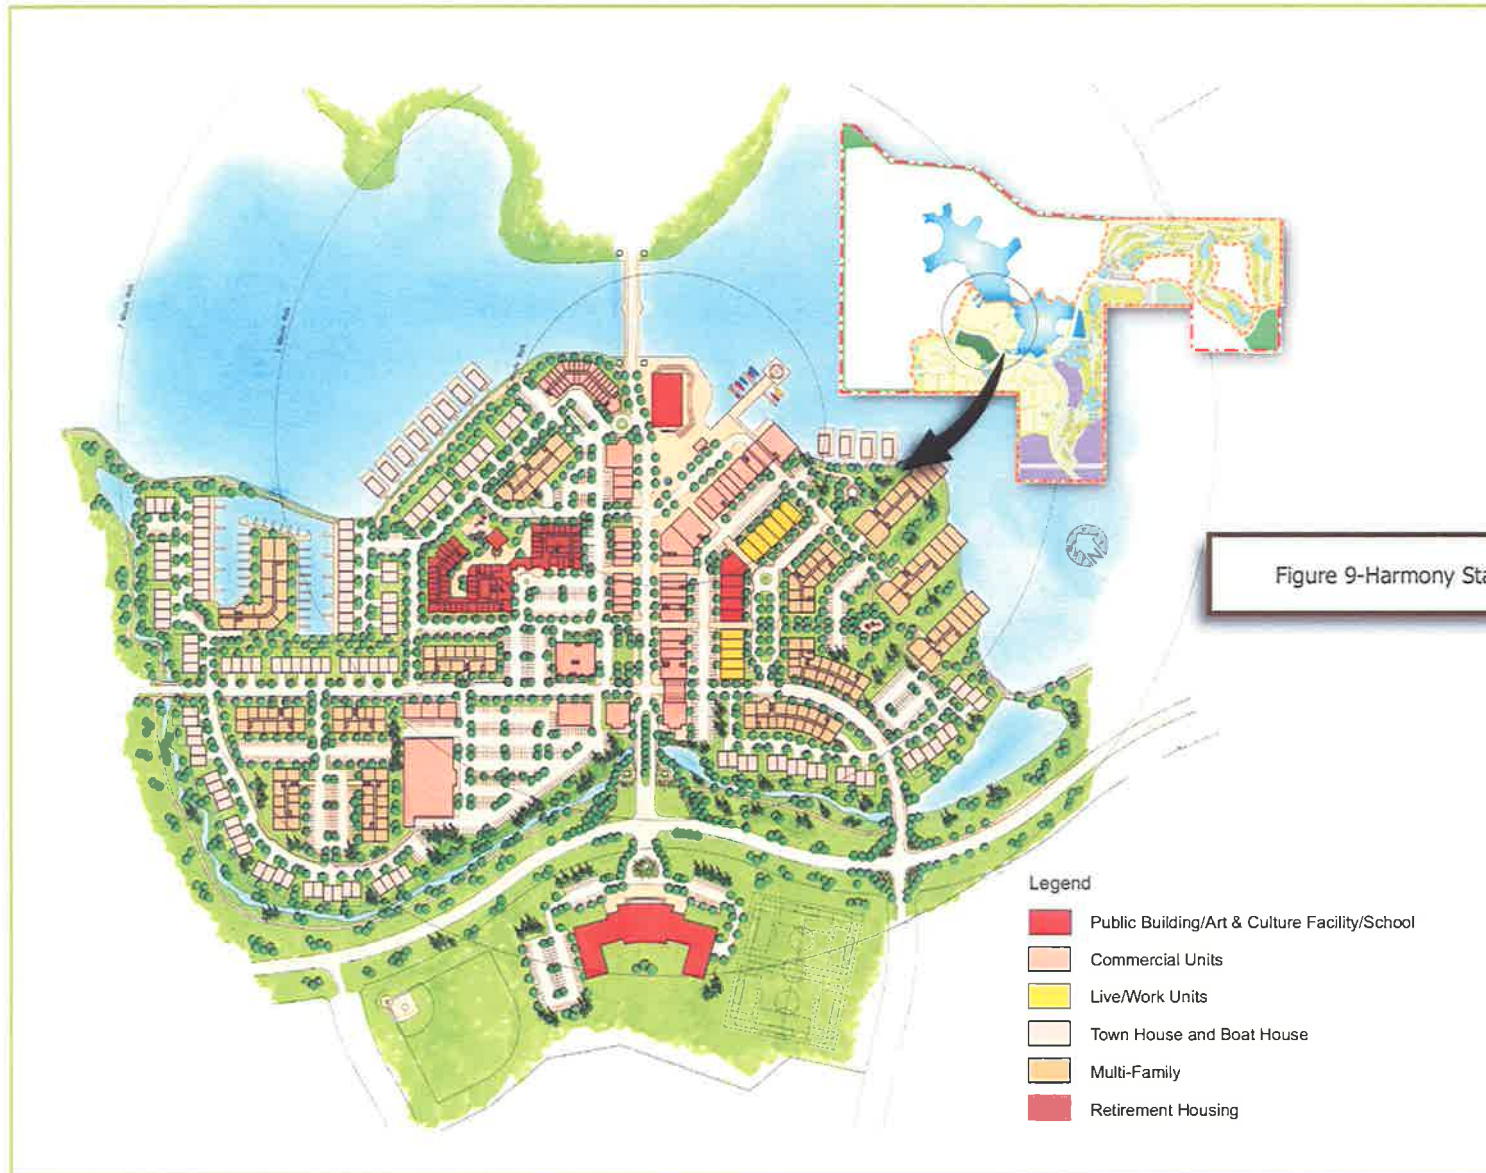 Figure 9-Harmony Sta
Legend
Public Building/Art & Culture Facility/School
Commercial Units
Live/Work Units
Town House and Boat House
Multi-Family
Retirement Housing